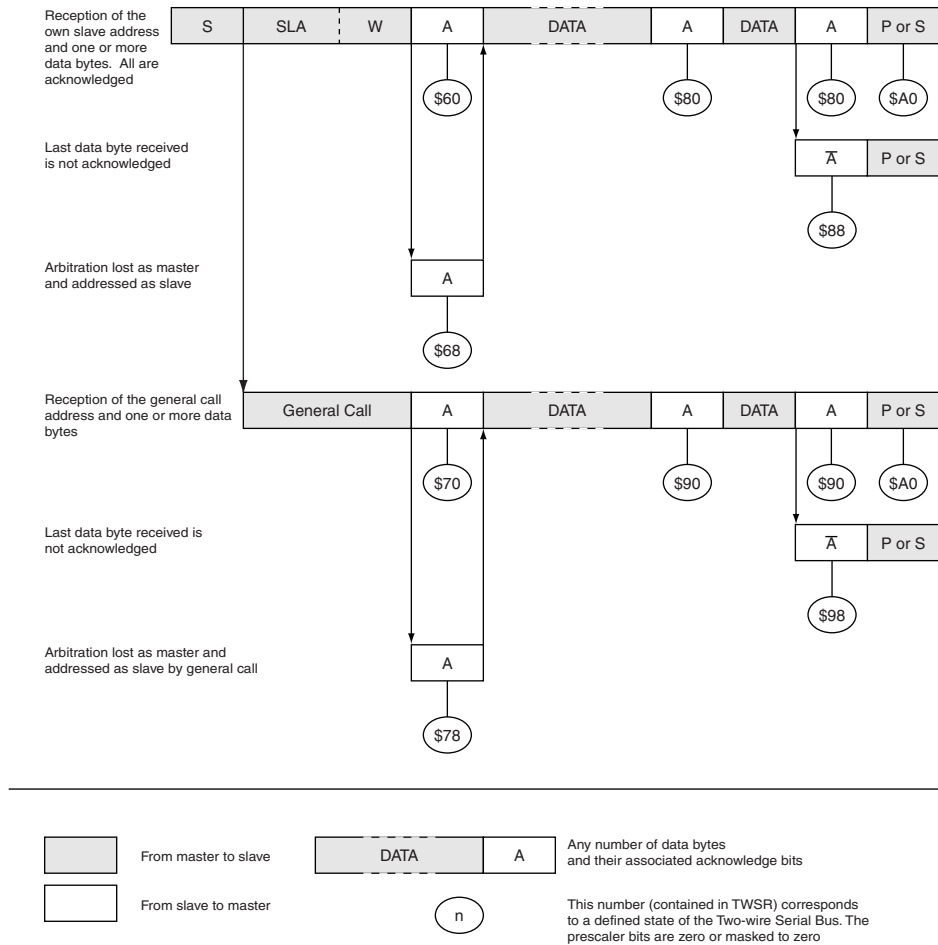 Reception of the
own slave address
and one or more
data bytes.  All are
acknowledged
S SLA W A DATA A DATA A P or S
$60 $80 $80 $A0
Last data byte received
is not acknowledged
A̅ P or S
$88
Arbitration lost as master
and addressed as slave
A
$68
Reception of the general call
address and one or more data
bytes
General Call A DATA A DATA A P or S
$70 $90 $90 $A0
Last data byte received is
not acknowledged
A̅ P or S
$98
Arbitration lost as master and
addressed as slave by general call
A
$78
From master to slave
DATA A
Any number of data bytes
and their associated acknowledge bits
From slave to master
n
This number (contained in TWSR) corresponds
to a defined state of the Two-wire Serial Bus. The
prescaler bits are zero or masked to zero